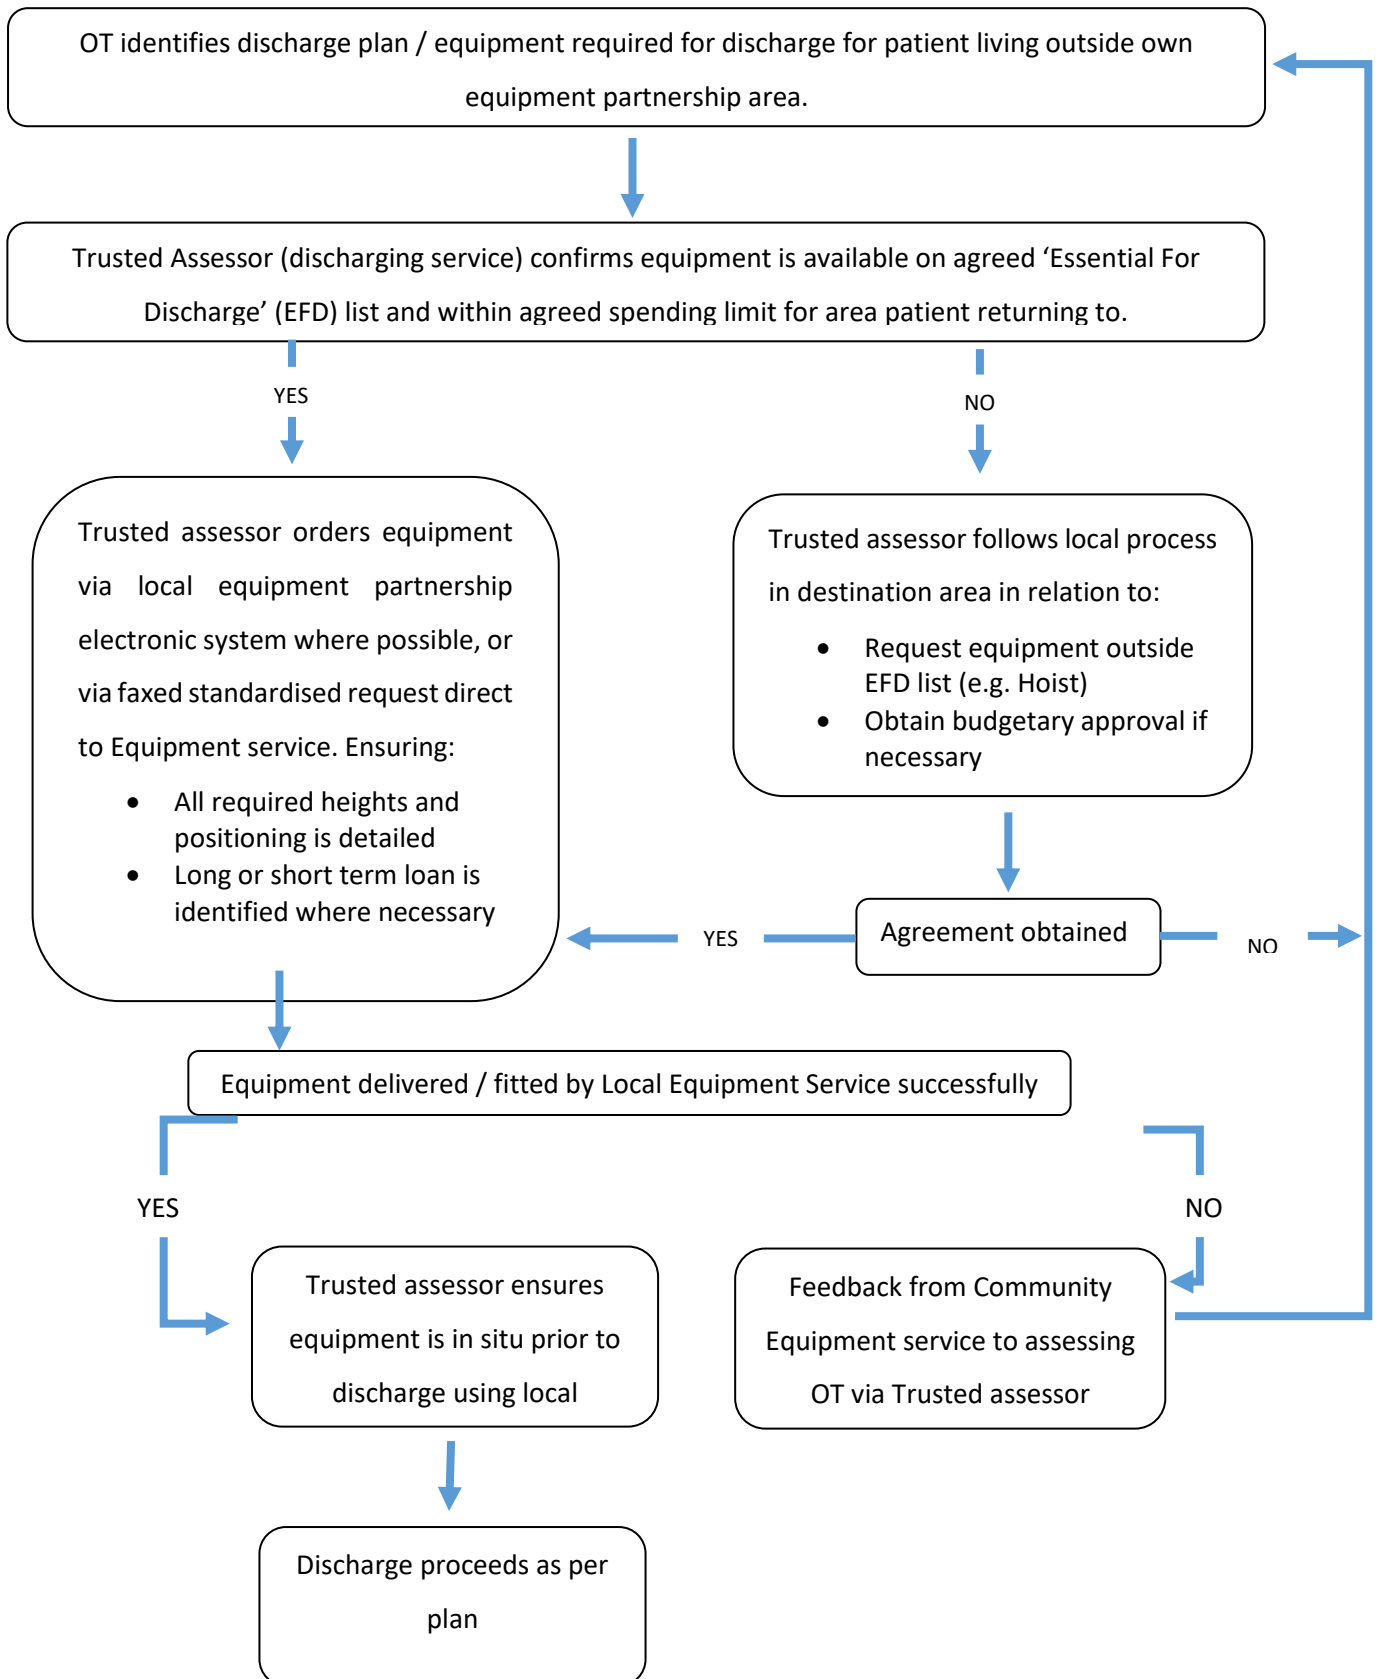 OT identifies discharge plan / equipment required for discharge for patient living outside own
equipment partnership area.
Trusted Assessor (discharging service) confirms equipment is available on agreed ‘Essential For
Discharge’ (EFD) list and within agreed spending limit for area patient returning to.
YES
NO
Trusted assessor orders equipment
via local equipment partnership
electronic system where possible, or
via faxed standardised request direct
to Equipment service. Ensuring:
• All required heights and
positioning is detailed
• Long or short term loan is
identified where necessary
Trusted assessor follows local process
in destination area in relation to:
• Request equipment outside
EFD list (e.g. Hoist)
• Obtain budgetary approval if
necessary
YES
Agreement obtained
NO
Equipment delivered / fitted by Local Equipment Service successfully
YES
NO
Trusted assessor ensures
equipment is in situ prior to
discharge using local
Feedback from Community
Equipment service to assessing
OT via Trusted assessor
Discharge proceeds as per
plan